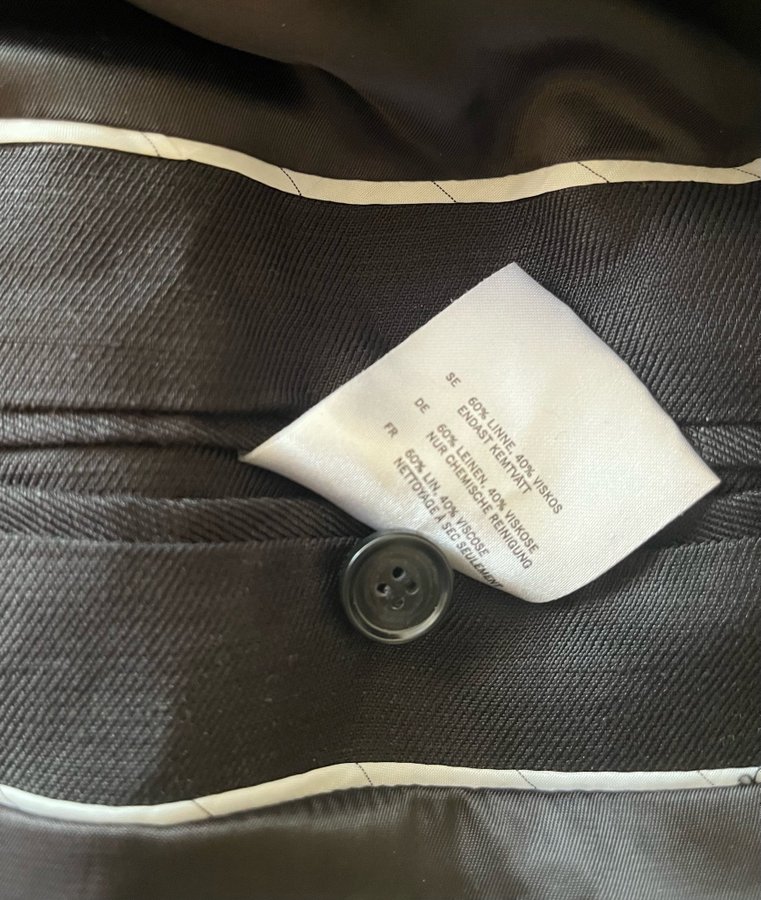 SE 60% LINNE, 40% VISKOS
ENDAST KEMTVÄTT
DE 60% LEINEN, 40% VISKOSE
NUR CHEMISCHE REINIGUNG
FR 60% LIN, 40% VISCOSE
NETTOYAGE À SEC SEULEMENT